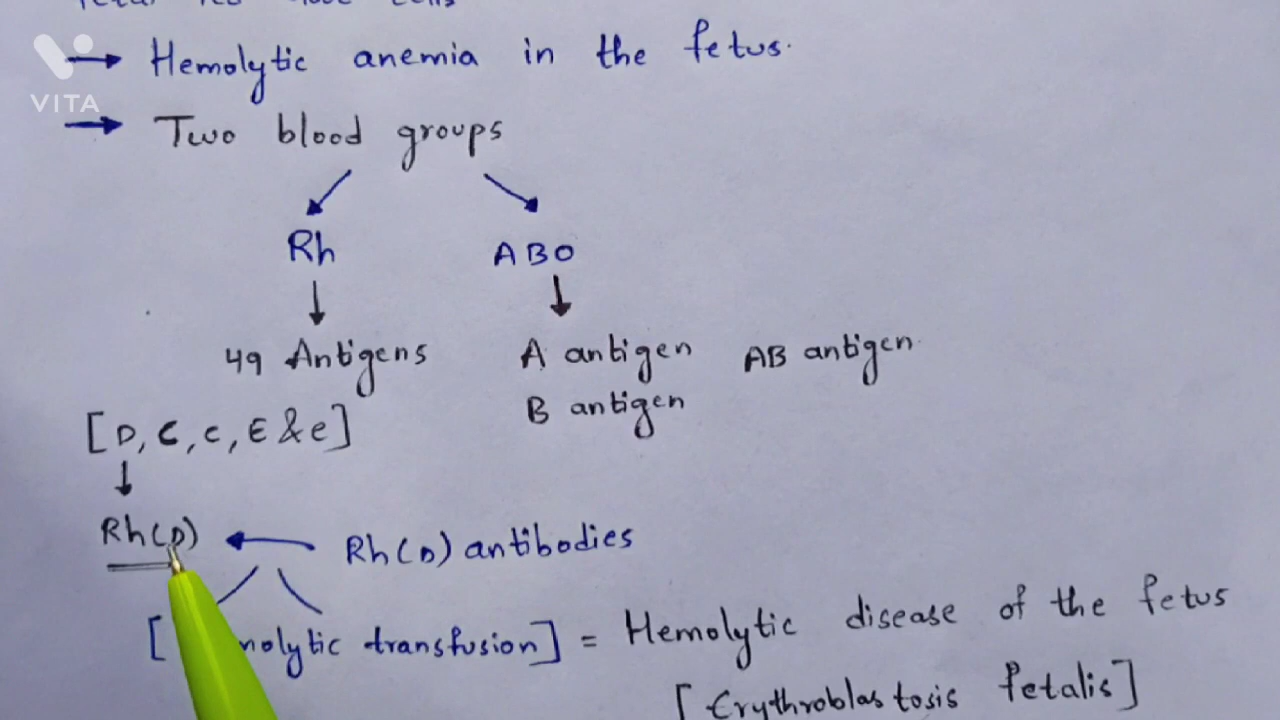 Hemolytic anemia in the fetus.
VITA
Two blood groups
Rh ABO
49 Antigens A antigen AB antigen
B antigen
[D, C, c, E & e]
Rh(D) Rh(D) antibodies
[ molytic transfusion] = Hemolytic disease of the fetus
[Erythroblastosis fetalis]